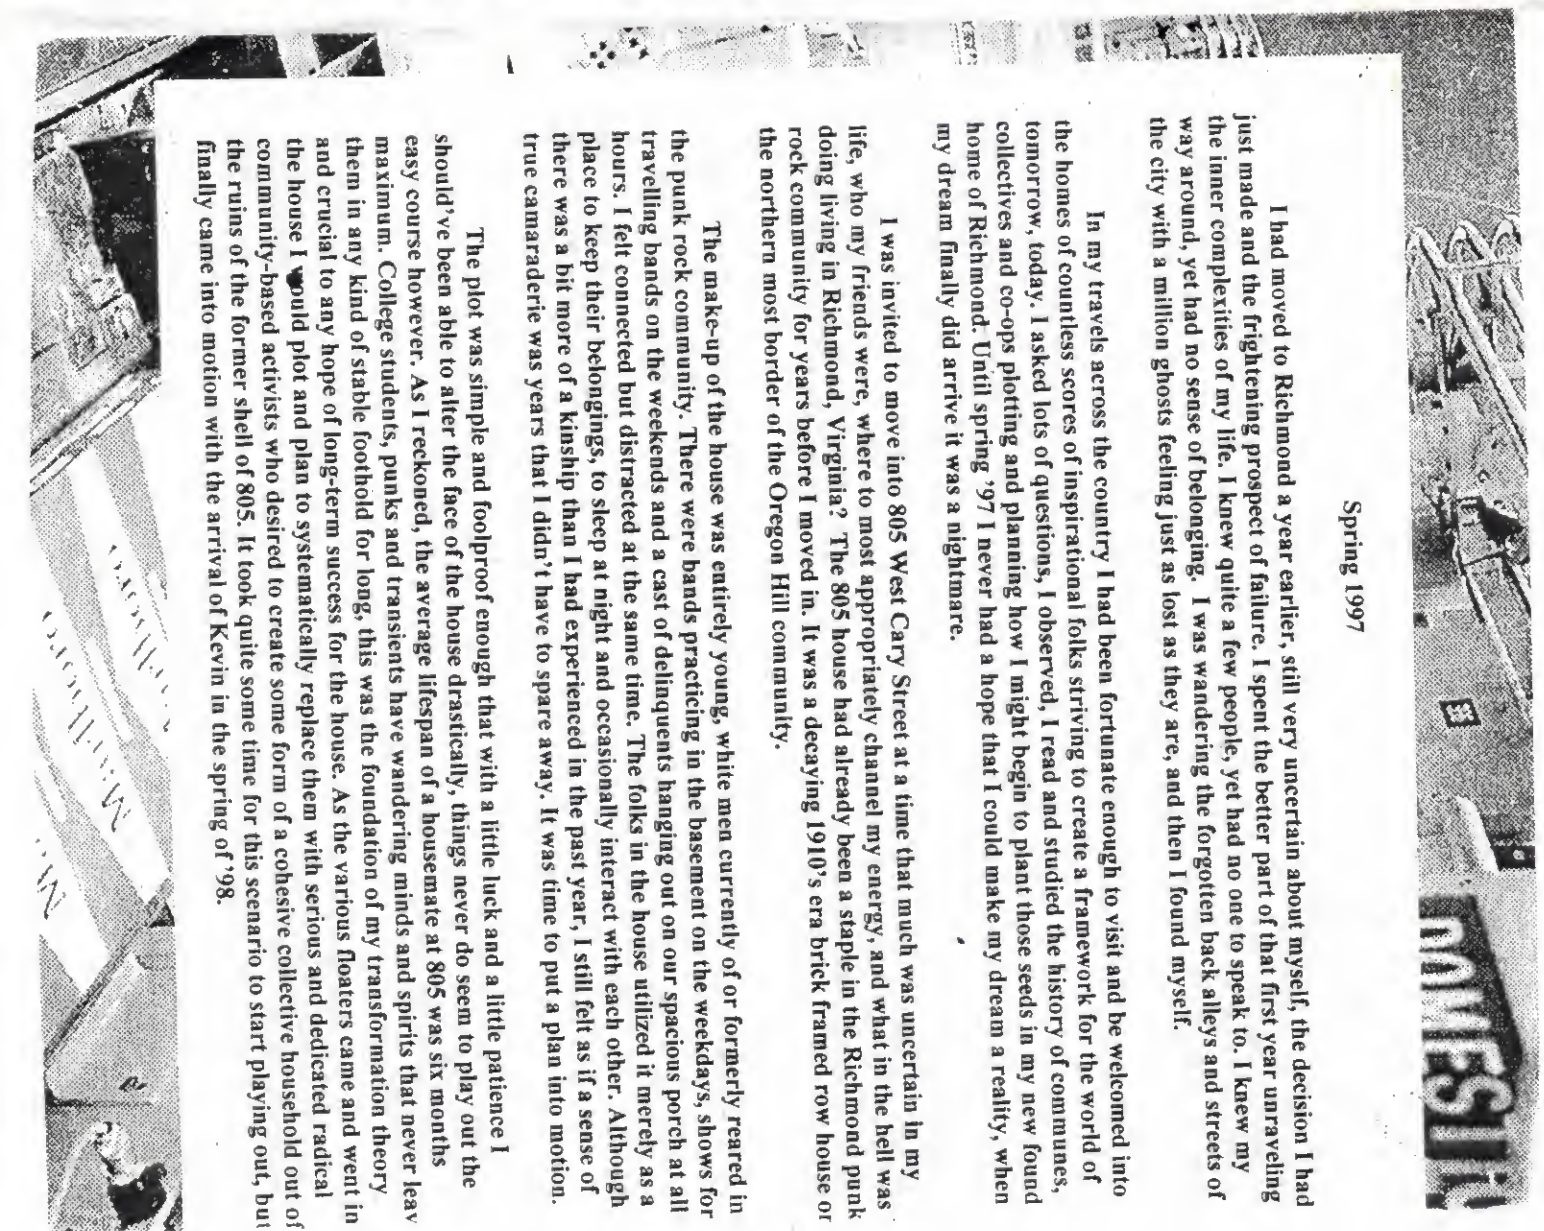 DOMESTI
Spring 1997
I had moved to Richmond a year earlier, still very uncertain about myself, the decision I had
just made and the frightening prospect of failure. I spent the better part of that first year unraveling
the inner complexities of my life. I knew quite a few people, yet had no one to speak to. I knew my
way around, yet had no sense of belonging. I was wandering the forgotten back alleys and streets of
the city with a million ghosts feeling just as lost as they are, and then I found myself.
In my travels across the country I had been fortunate enough to visit and be welcomed into
the homes of countless scores of inspirational folks striving to create a framework for the world of
tomorrow, today. I asked lots of questions, I observed, I read and studied the history of communes,
collectives and co-ops plotting and planning how I might begin to plant those seeds in my new found
home of Richmond. Until spring '97 I never had a hope that I could make my dream a reality, when
my dream finally did arrive it was a nightmare.
I was invited to move into 805 West Cary Street at a time that much was uncertain in my
life, who my friends were, where to most appropriately channel my energy, and what in the hell was
doing living in Richmond, Virginia? The 805 house had already been a staple in the Richmond punk
rock community for years before I moved in. It was a decaying 1910's era brick framed row house or
the northern most border of the Oregon Hill community.
The make-up of the house was entirely young, white men currently of or formerly reared in
the punk rock community. There were bands practicing in the basement on the weekdays, shows for
travelling bands on the weekends and a cast of delinquents hanging out on our spacious porch at all
hours. I felt connected but distracted at the same time. The folks in the house utilized it merely as a
place to keep their belongings, to sleep at night and occasionally interact with each other. Although
there was a bit more of a kinship than I had experienced in the past year, I still felt as if a sense of
true camaraderie was years that I didn't have to spare away. It was time to put a plan into motion.
The plot was simple and foolproof enough that with a little luck and a little patience I
should've been able to alter the face of the house drastically, things never do seem to play out the
easy course however. As I reckoned, the average lifespan of a housemate at 805 was six months
maximum. College students, punks and transients have wandering minds and spirits that never leav
them in any kind of stable foothold for long, this was the foundation of my transformation theory
and crucial to any hope of long-term success for the house. As the various floaters came and went in
the house I would plot and plan to systematically replace them with serious and dedicated radical
community-based activists who desired to create some form of a cohesive collective household out of
the ruins of the former shell of 805. It took quite some time for this scenario to start playing out, but
finally came into motion with the arrival of Kevin in the spring of '98.
Marlboro